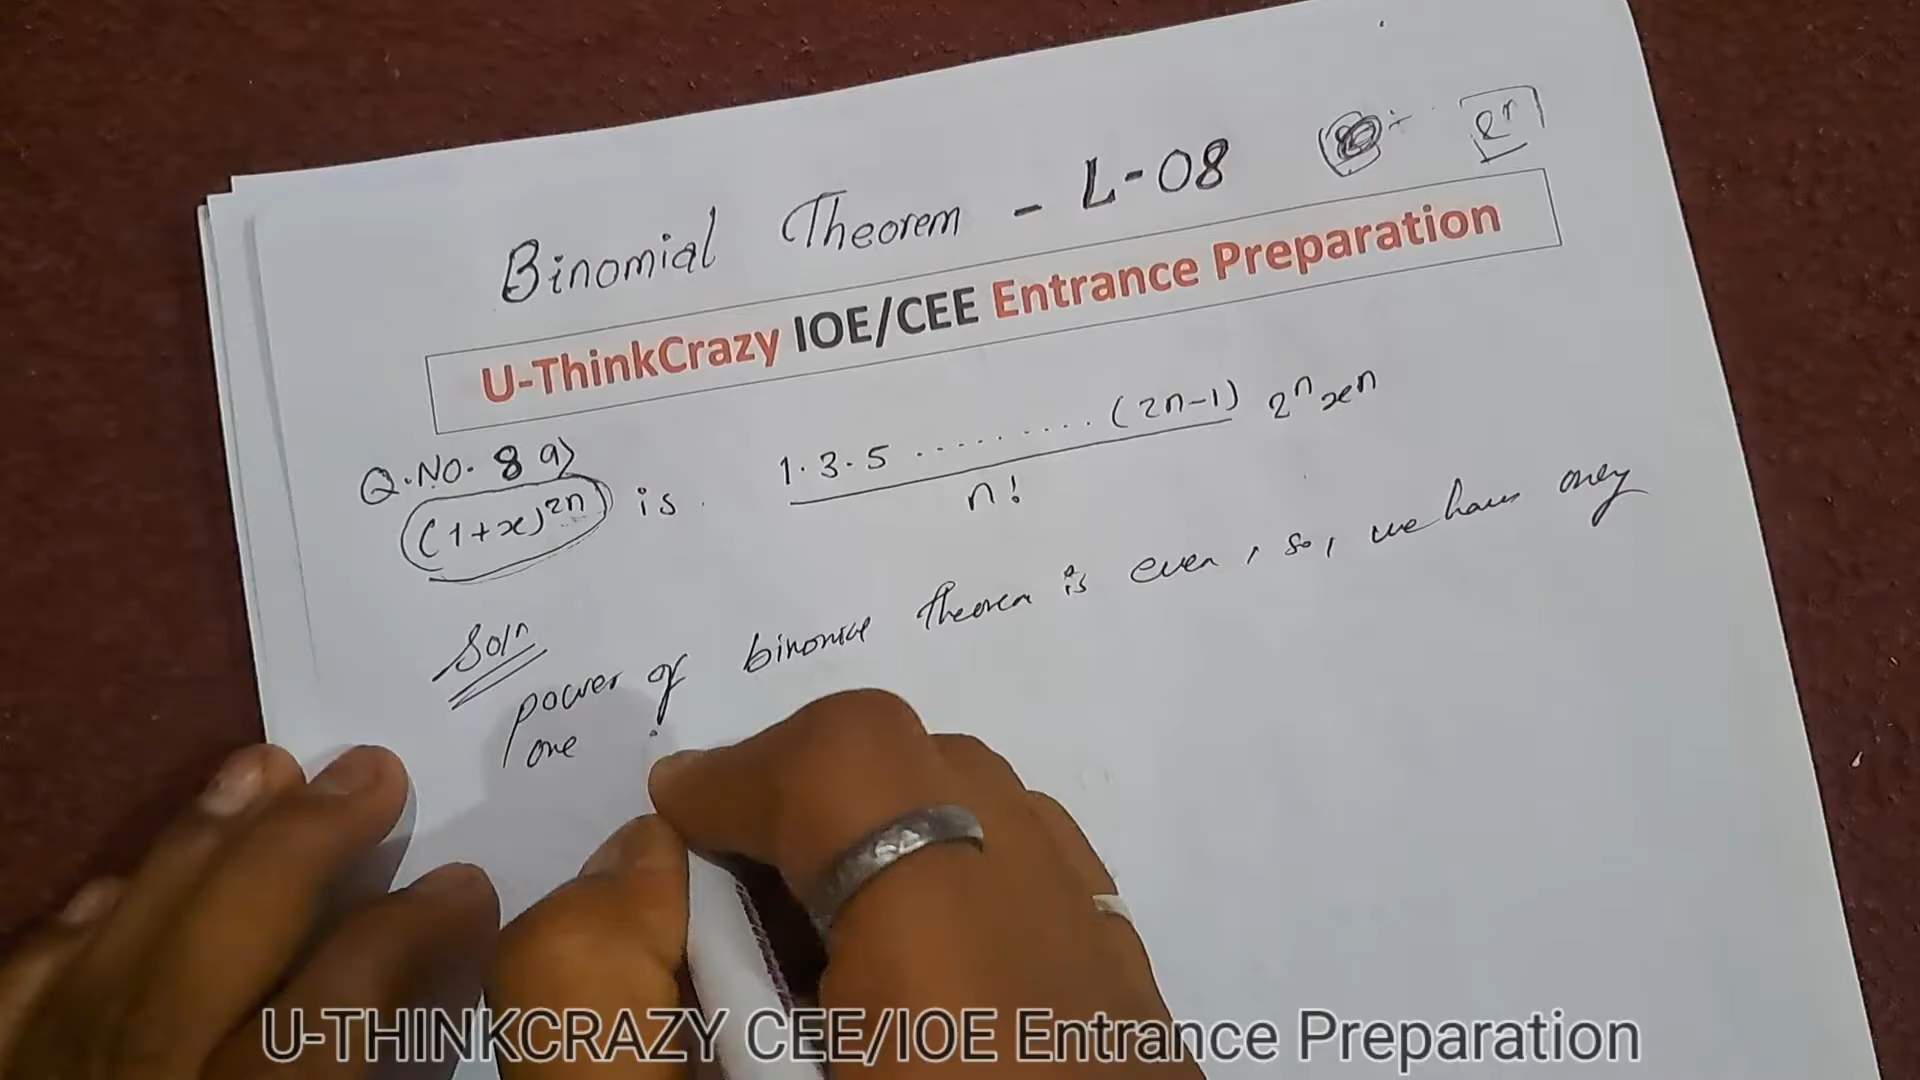 Binomial Theorem - L-08
2n
U-ThinkCrazy IOE/CEE Entrance Preparation
Q.NO. 8 a)
(1+x)^2n is 1·3·5 ......... (2n-1) 2^n x^n
n!
Soln
power of binomial theorem is even, so, we have only
one
U-THINKCRAZY CEE/IOE Entrance Preparation